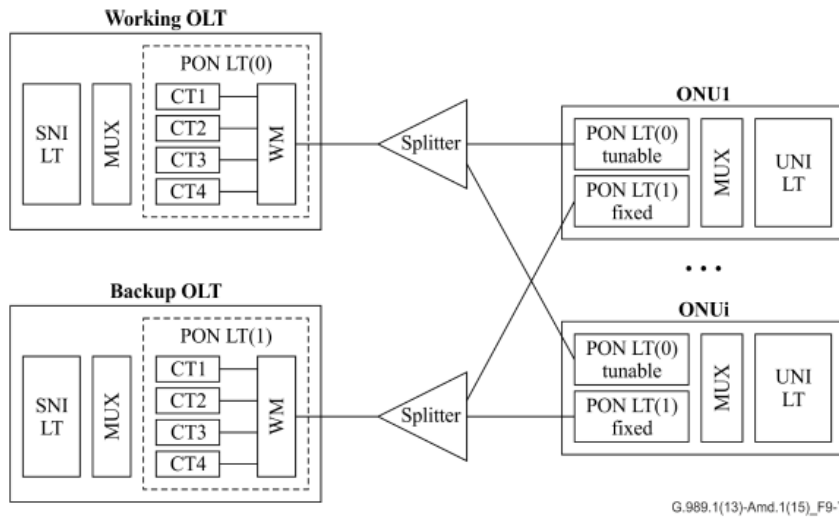 Working OLT
PON LT(0)
SNI
LT
MUX
CT1
CT2
CT3
CT4
WM
Splitter
ONU1
PON LT(0)
tunable
PON LT(1)
fixed
MUX
UNI
LT
• • •
Backup OLT
PON LT(1)
SNI
LT
MUX
CT1
CT2
CT3
CT4
WM
Splitter
ONUi
PON LT(0)
tunable
PON LT(1)
fixed
MUX
UNI
LT
G.989.1(13)-Amd.1(15)_F9-